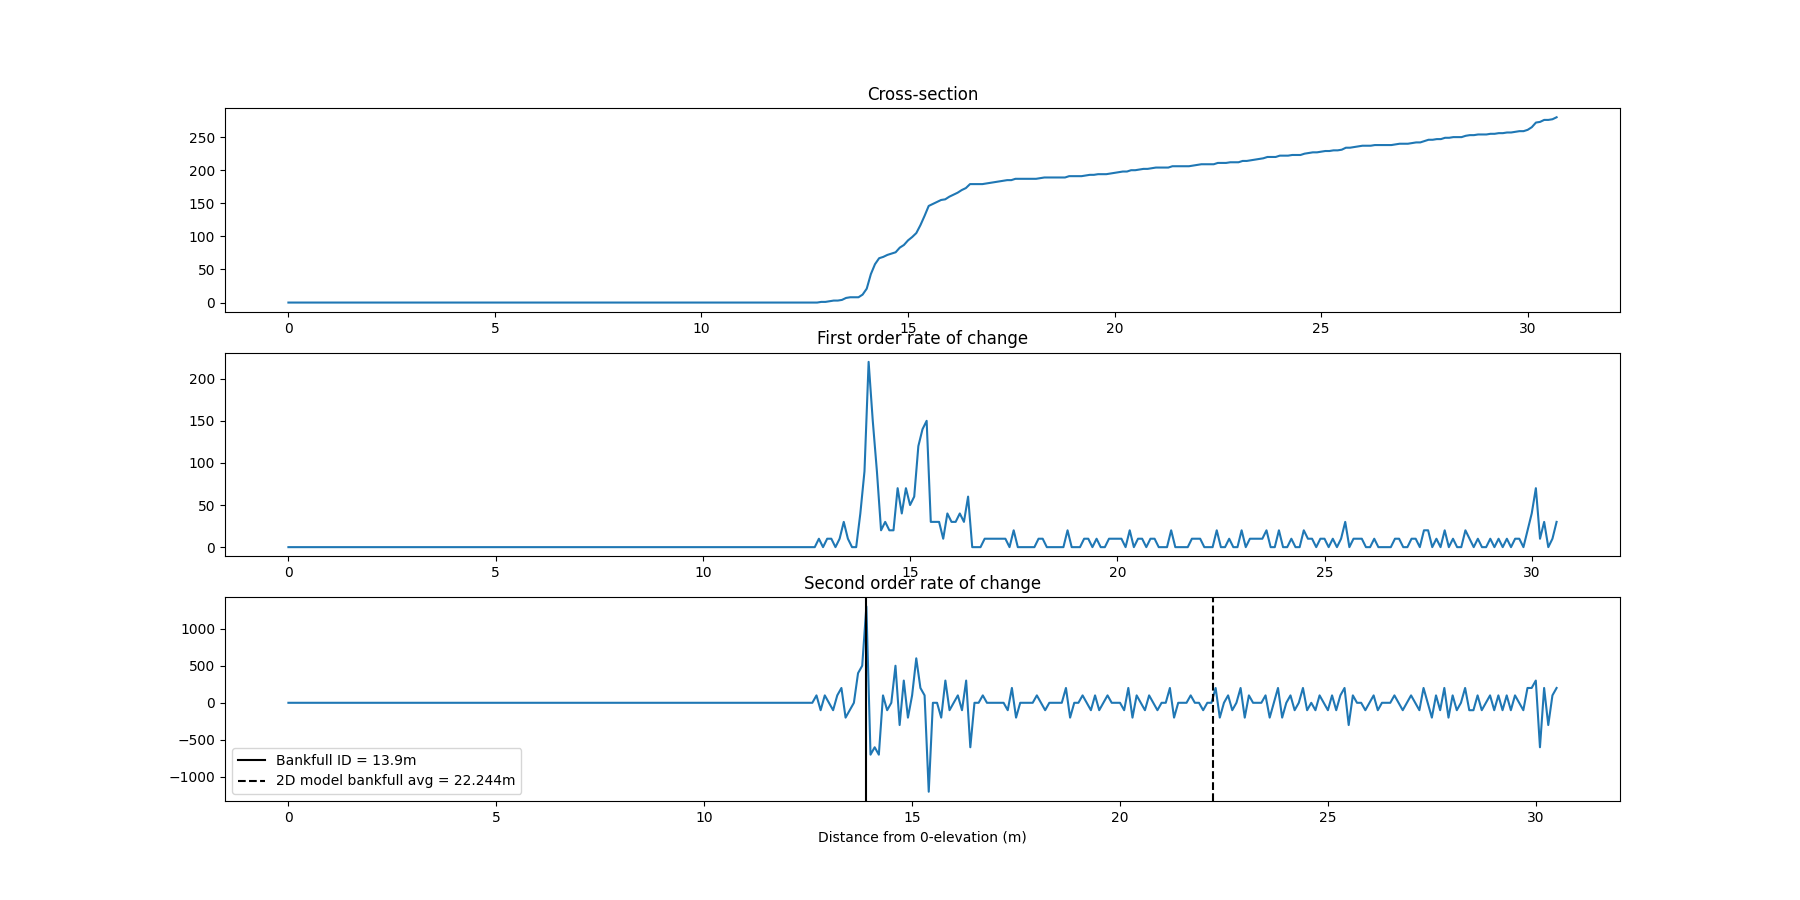 Cross-section
250
200
150
100
50
0
0 5 10 15 20 25 30
First order rate of change
200
150
100
50
0
0 5 10 15 20 25 30
Second order rate of change
1000
500
0
−500
−1000
Bankfull ID = 13.9m
2D model bankfull avg = 22.244m
0 5 10 15 20 25 30
Distance from 0-elevation (m)